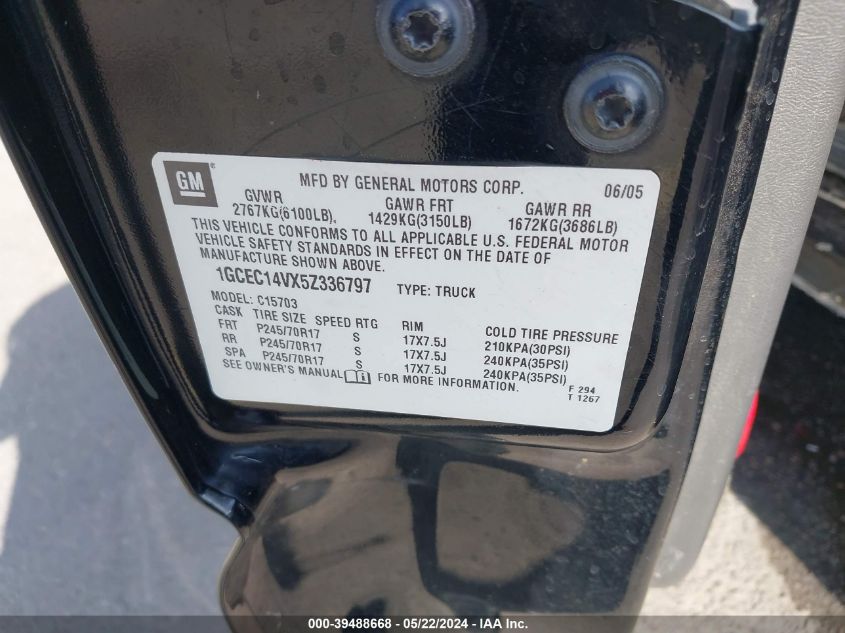 GM
MFD BY GENERAL MOTORS CORP. 06/05
GVWR GAWR FRT GAWR RR
2767KG(6100LB). 1429KG(3150LB) 1672KG(3686LB)
THIS VEHICLE CONFORMS TO ALL APPLICABLE U.S. FEDERAL MOTOR
VEHICLE SAFETY STANDARDS IN EFFECT ON THE DATE OF
MANUFACTURE SHOWN ABOVE.
1GCEC14VX5Z336797 TYPE: TRUCK
MODEL: C15703
CASK TIRE SIZE SPEED RTG RIM COLD TIRE PRESSURE
FRT P245/70R17 S 17X7.5J 210KPA(30PSI)
RR P245/70R17 S 17X7.5J 240KPA(35PSI)
SPA P245/70R17 S 17X7.5J 240KPA(35PSI)
SEE OWNER'S MANUAL FOR MORE INFORMATION.
F 294
T 1267
000-39488668 - 05/22/2024 - IAA Inc.